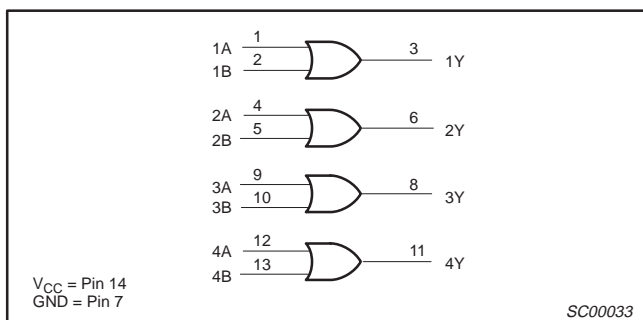 1A 1 3 1Y
1B 2
2A 4 6 2Y
2B 5
3A 9 8 3Y
3B 10
4A 12 11 4Y
4B 13
VCC = Pin 14
GND = Pin 7
SC00033